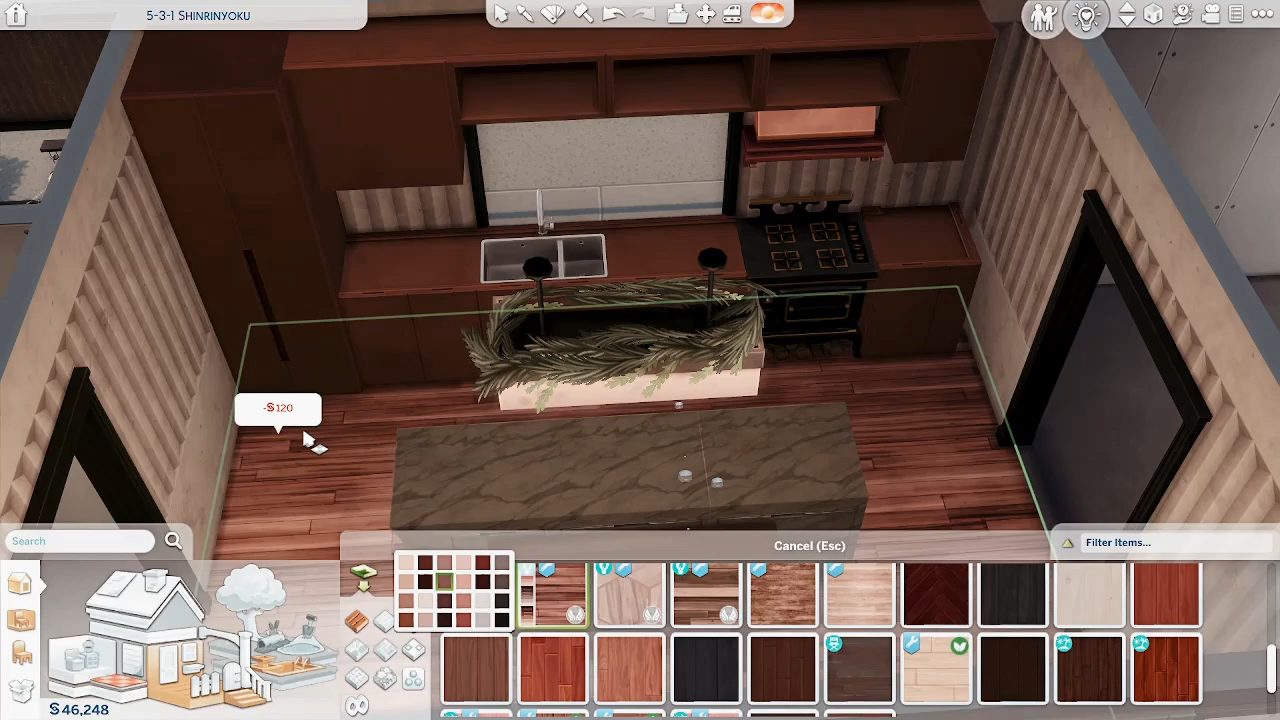 5-3-1 SHINRINYOKU
-§120
Cancel (Esc)
Search
Filter Items...
§46,248